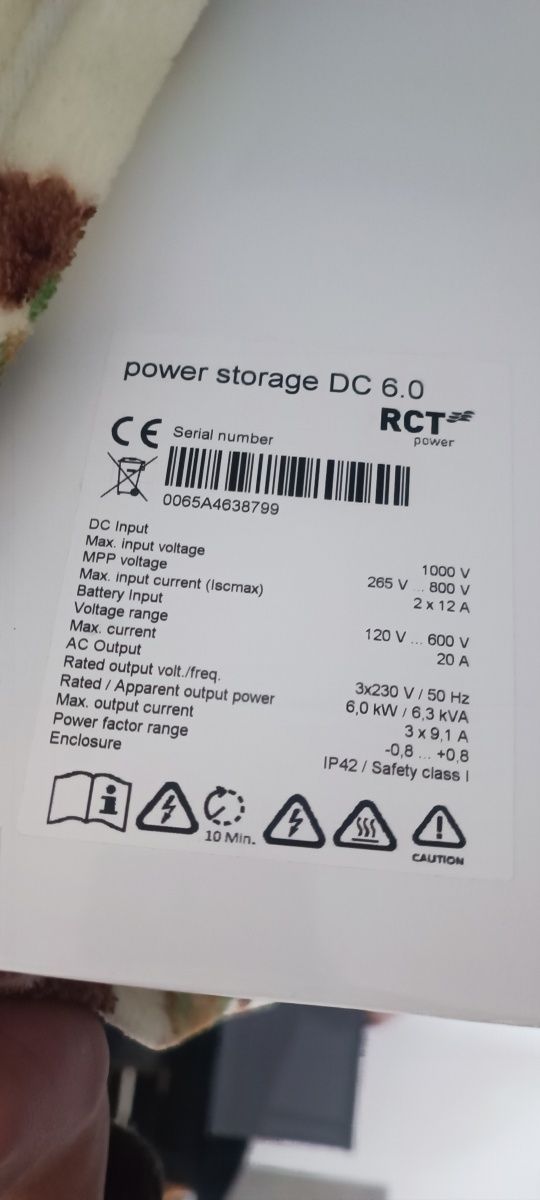 power storage DC 6.0
RCT
power
CE Serial number
0065A4638799
DC Input
Max. input voltage 1000 V
MPP voltage 265 V ... 800 V
Max. input current (Iscmax) 2 x 12 A
Battery Input
Voltage range 120 V ... 600 V
Max. current 20 A
AC Output
Rated output volt./freq. 3x230 V / 50 Hz
Rated / Apparent output power 6,0 kW / 6,3 kVA
Max. output current 3 x 9,1 A
Power factor range -0,8 ... +0,8
Enclosure IP42 / Safety class I
10 Min.
CAUTION